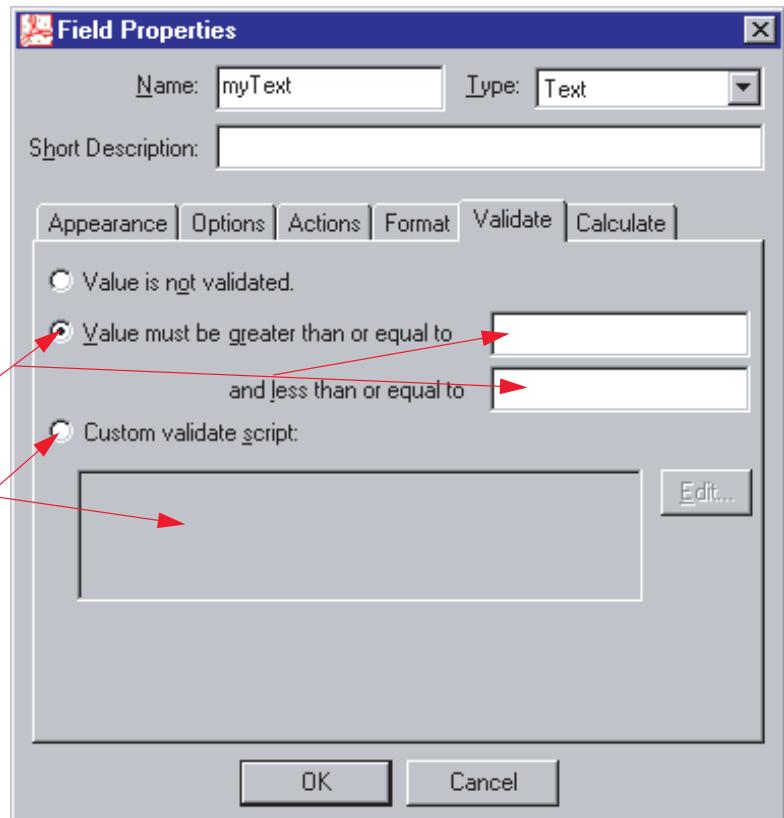 Field Properties
Name: myText Type: Text
Short Description:
Appearance Options Actions Format Validate Calculate
Value is not validated.
Value must be greater than or equal to
and less than or equal to
Custom validate script:
Edit...
OK Cancel